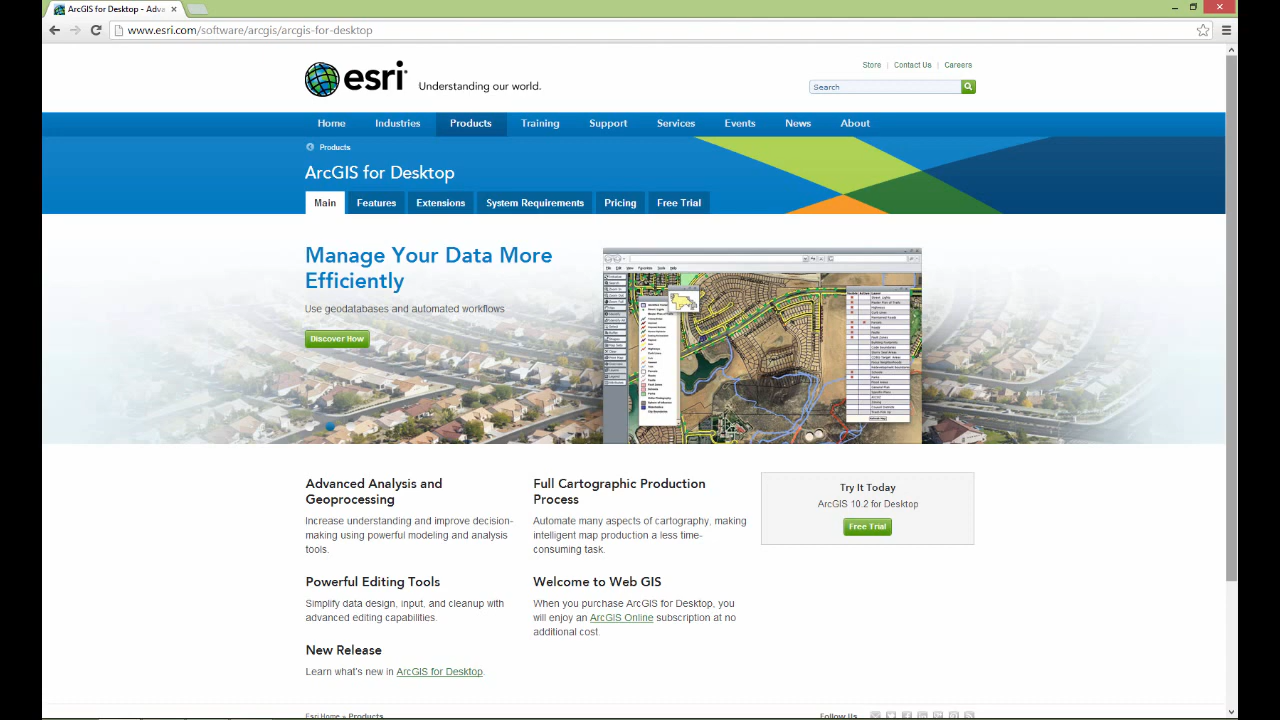 ArcGIS for Desktop - Adva
www.esri.com/software/arcgis/arcgis-for-desktop
Store | Contact Us | Careers
esri Understanding our world.
Search
Home Industries Products Training Support Services Events News About
Products
ArcGIS for Desktop
Main Features Extensions System Requirements Pricing Free Trial
Manage Your Data More
Efficiently
Use geodatabases and automated workflows
Discover How
Advanced Analysis and
Geoprocessing
Increase understanding and improve decision-
making using powerful modeling and analysis
tools.
Powerful Editing Tools
Simplify data design, input, and cleanup with
advanced editing capabilities.
New Release
Learn what's new in ArcGIS for Desktop.
Full Cartographic Production
Process
Automate many aspects of cartography, making
intelligent map production a less time-
consuming task.
Welcome to Web GIS
When you purchase ArcGIS for Desktop, you
will enjoy an ArcGIS Online subscription at no
additional cost.
Try It Today
ArcGIS 10.2 for Desktop
Free Trial
Esri Home » Products
Follow Us